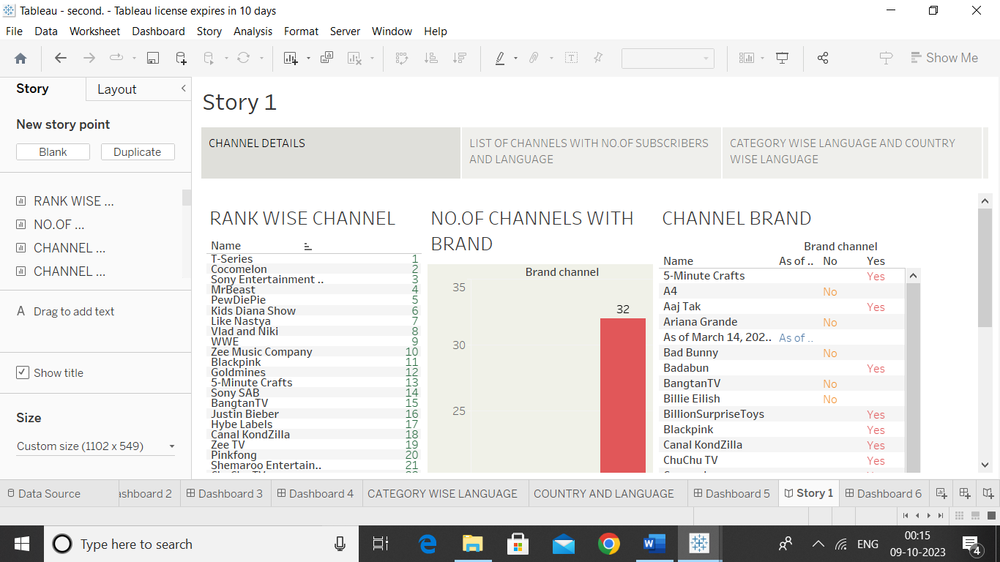 Tableau - second. - Tableau license expires in 10 days
File Data Worksheet Dashboard Story Analysis Format Server Window Help
Show Me
Story Layout
New story point
Blank Duplicate
RANK WISE ...
NO.OF ...
CHANNEL ...
CHANNEL ...
A Drag to add text
Show title
Size
Custom size (1102 x 549)
Story 1
CHANNEL DETAILS
LIST OF CHANNELS WITH NO.OF SUBSCRIBERS
AND LANGUAGE
CATEGORY WISE LANGUAGE AND COUNTRY
WISE LANGUAGE
RANK WISE CHANNEL
Name
T-Series 1
Cocomelon 2
Sony Entertainment .. 3
MrBeast 4
PewDiePie 5
Kids Diana Show 6
Like Nastya 7
Vlad and Niki 8
WWE 9
Zee Music Company 10
Blackpink 11
Goldmines 12
5-Minute Crafts 13
Sony SAB 14
BangtanTV 15
Justin Bieber 16
Hybe Labels 17
Canal KondZilla 18
Zee TV 19
Pinkfong 20
Shemaroo Entertain.. 21
NO.OF CHANNELS WITH
BRAND
Brand channel
35
32
30
25
CHANNEL BRAND
Brand channel
Name As of .. No Yes
5-Minute Crafts Yes
A4 No
Aaj Tak Yes
Ariana Grande No
As of March 14, 202.. As of ..
Bad Bunny No
Badabun Yes
BangtanTV No
Billie Eilish No
BillionSurpriseToys Yes
Blackpink Yes
Canal KondZilla Yes
ChuChu TV Yes
Data Source ashboard 2 Dashboard 3 Dashboard 4 CATEGORY WISE LANGUAGE COUNTRY AND LANGUAGE Dashboard 5 Story 1 Dashboard 6
Type here to search
ENG
00:15
09-10-2023
4